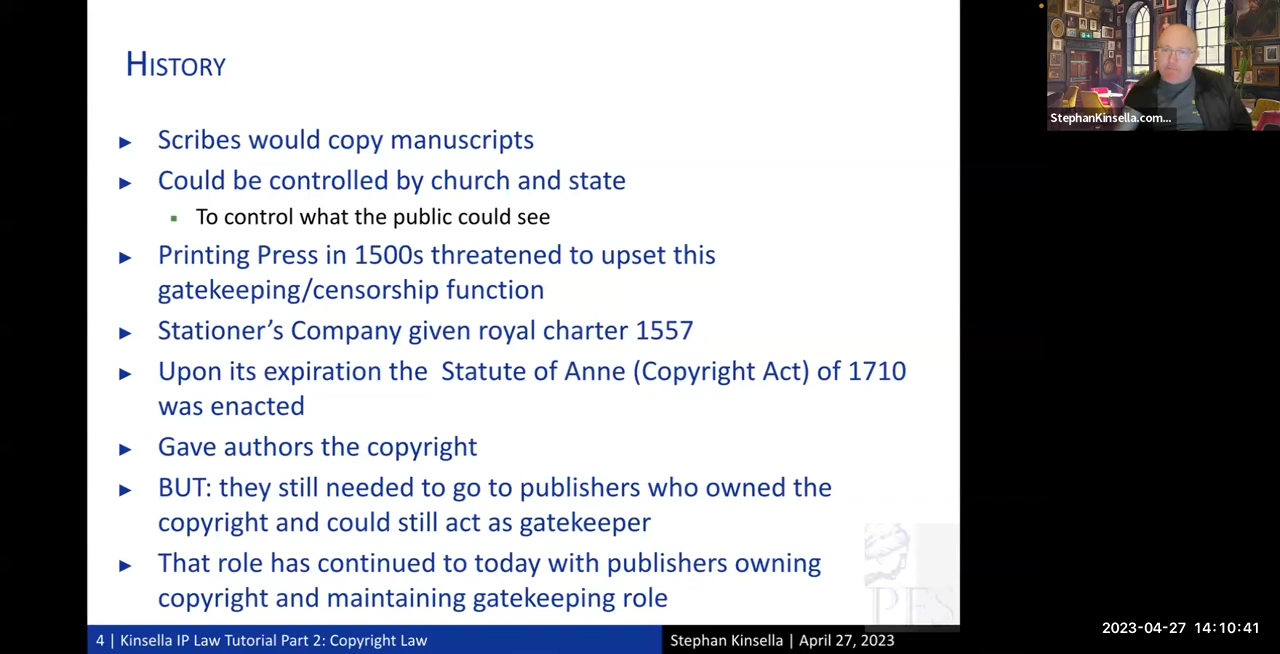 HISTORY
StephanKinsella.com...
► Scribes would copy manuscripts
► Could be controlled by church and state
▪ To control what the public could see
► Printing Press in 1500s threatened to upset this
gatekeeping/censorship function
► Stationer’s Company given royal charter 1557
► Upon its expiration the Statute of Anne (Copyright Act) of 1710
was enacted
► Gave authors the copyright
► BUT: they still needed to go to publishers who owned the
copyright and could still act as gatekeeper
► That role has continued to today with publishers owning
copyright and maintaining gatekeeping role
PFS
4 | Kinsella IP Law Tutorial Part 2: Copyright Law
Stephan Kinsella | April 27, 2023
2023-04-27 14:10:41